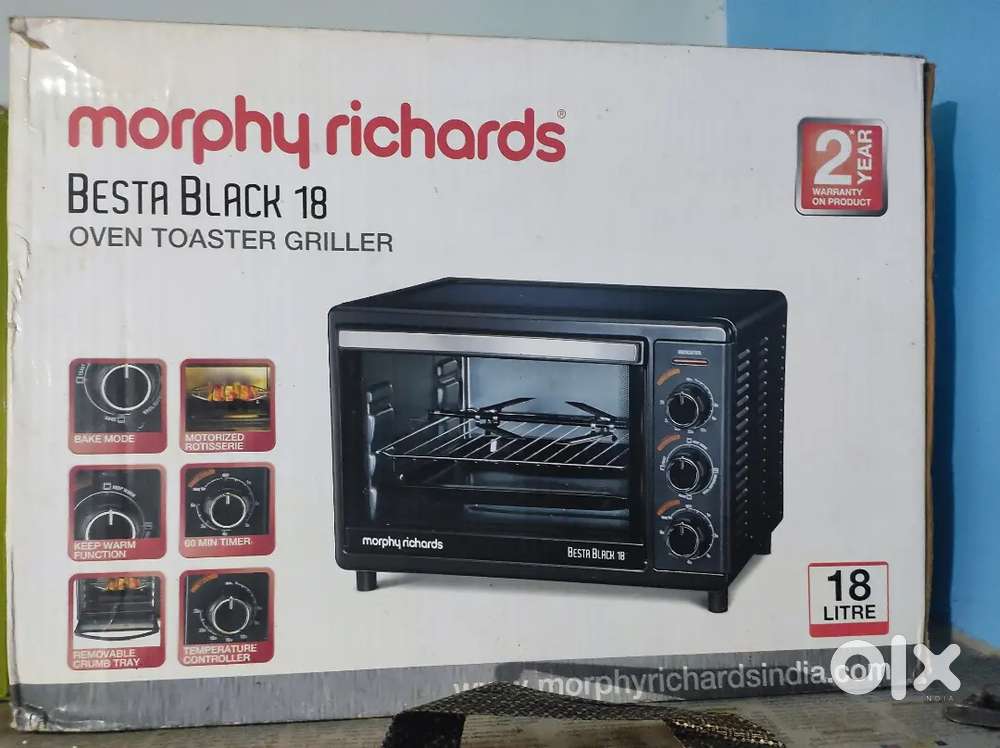 morphy richards®
BESTA BLACK 18
OVEN TOASTER GRILLER
2*
YEAR
WARRANTY
ON PRODUCT
BAKE MODE
MOTORIZED
ROTISSERIE
KEEP WARM
FUNCTION
60 MIN TIMER
REMOVABLE
CRUMB TRAY
TEMPERATURE
CONTROLLER
morphy richards
BESTA BLACK 18
18
LITRE
www.morphyrichardsindia.com
olx
INDIA